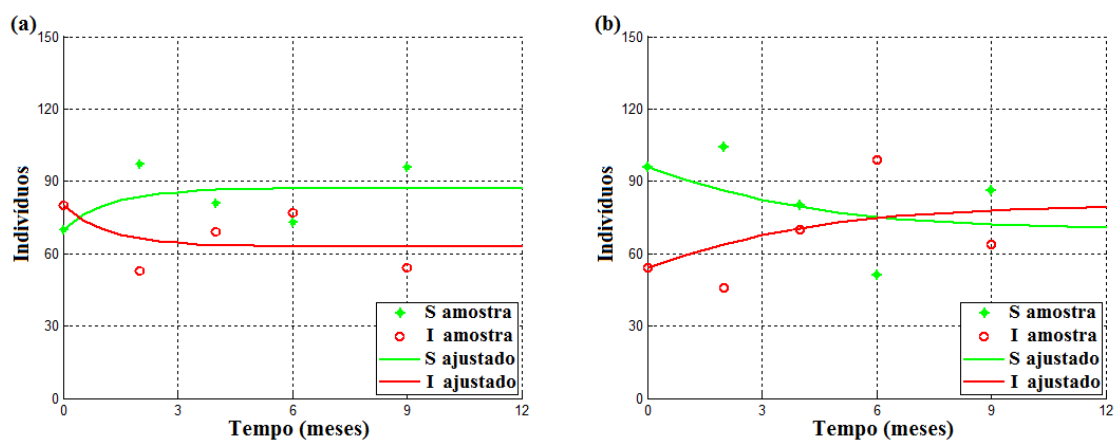 (a)
150
120
90
60
30
0
Indivíduos
0 3 6 9 12
Tempo (meses)
S amostra
I amostra
S ajustado
I ajustado
(b)
150
120
90
60
30
0
Indivíduos
0 3 6 9 12
Tempo (meses)
S amostra
I amostra
S ajustado
I ajustado